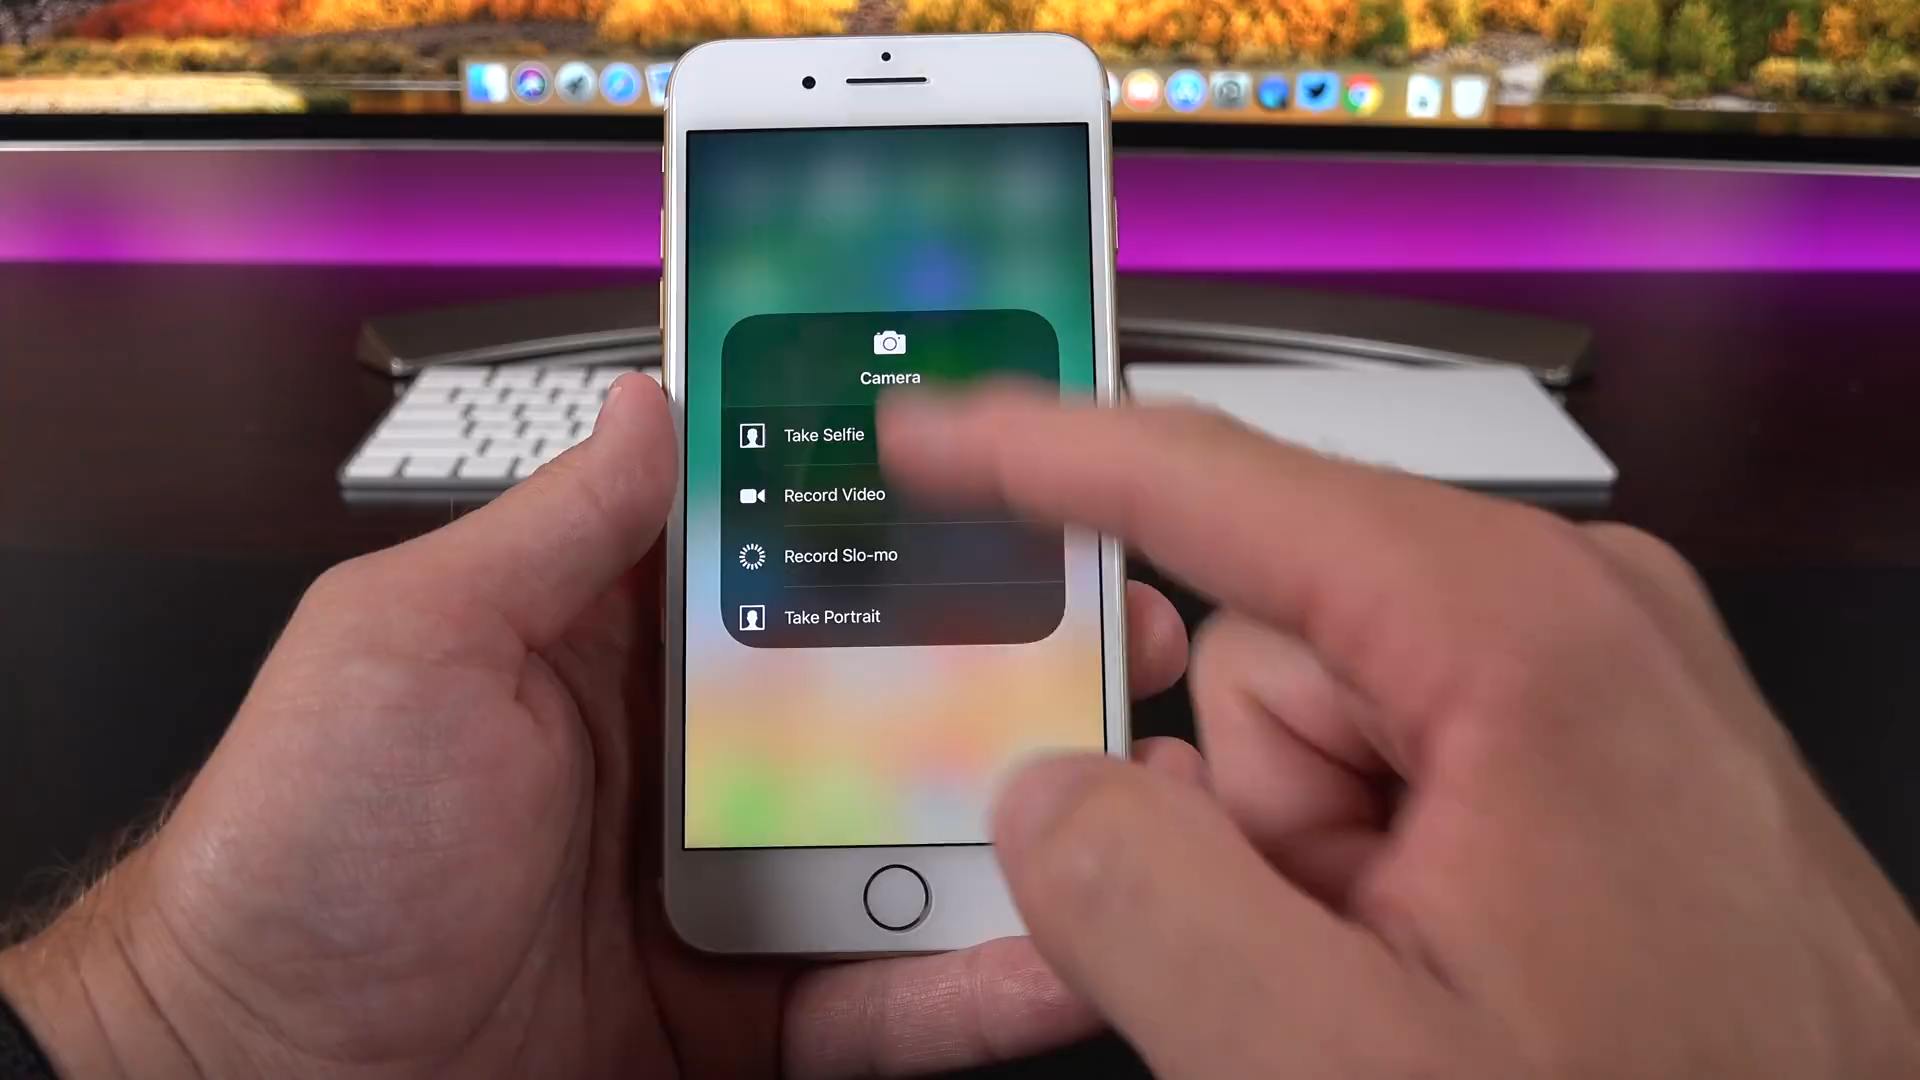 Camera
Take Selfie
Record Video
Record Slo-mo
Take Portrait